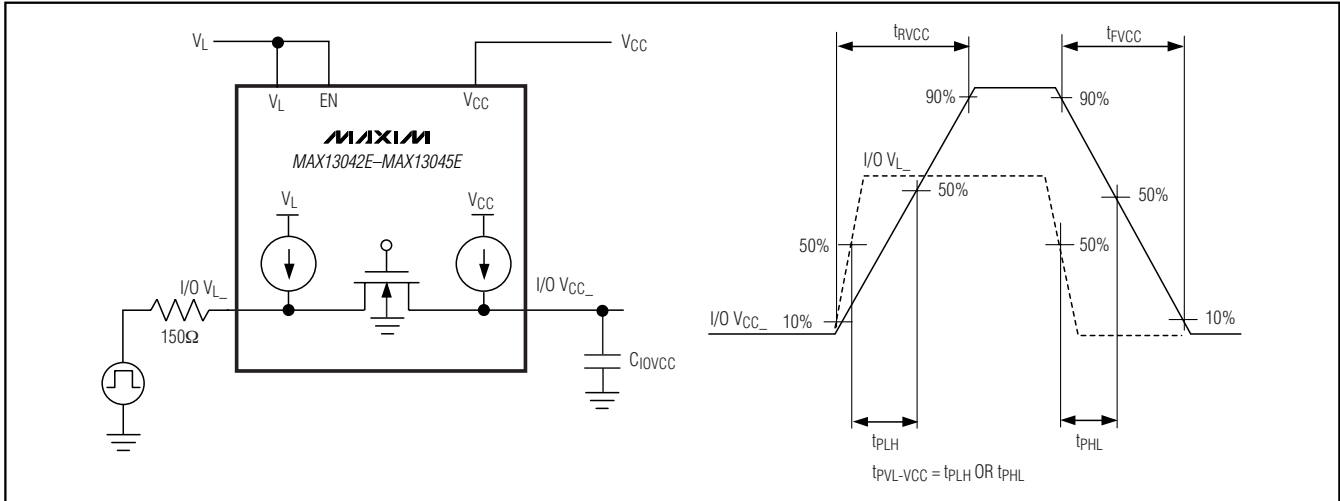 VL
VCC
VL
EN
VCC
MAXIM
MAX13042E–MAX13045E
VL
VCC
I/O VL_
I/O VCC_
150Ω
CIOVCC
tRVCC
tFVCC
90%
90%
I/O VL_
50%
50%
50%
50%
I/O VCC_
10%
10%
tPLH
tPHL
tPVL-VCC = tPLH OR tPHL